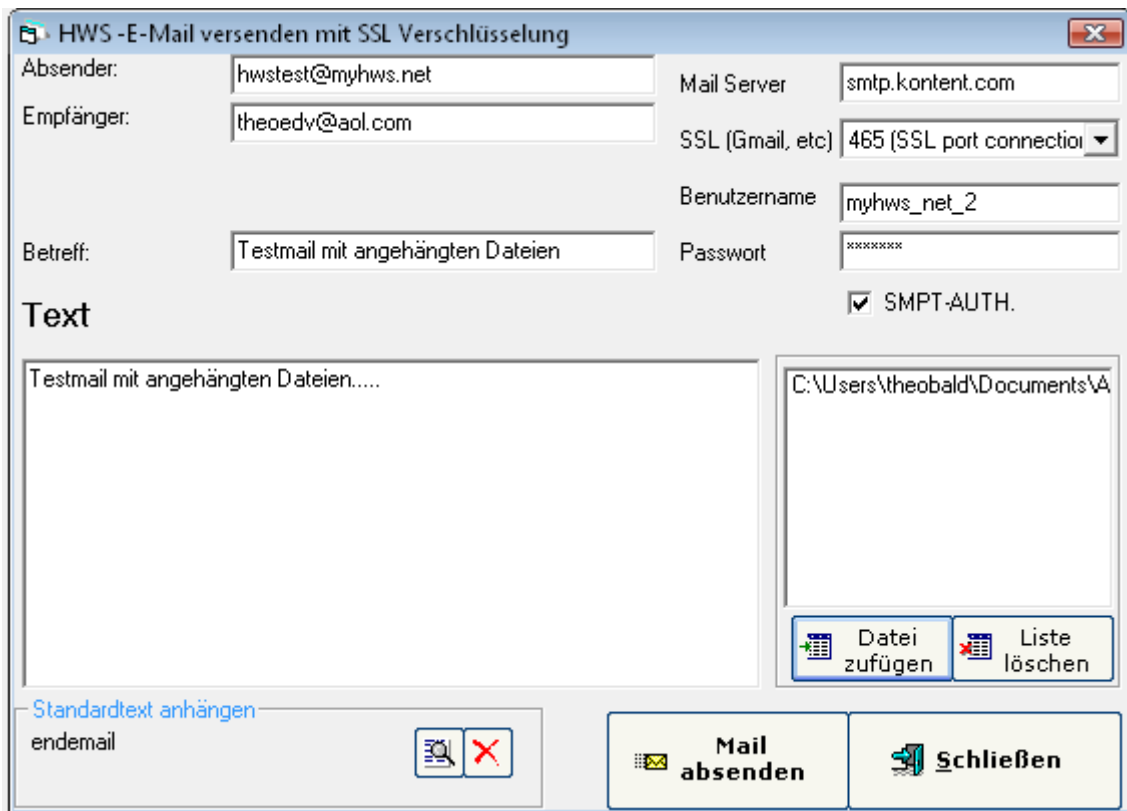 HWS -E-Mail versenden mit SSL Verschlüsselung
Absender:
hwstest@myhws.net
Mail Server
smtp.kontent.com
Empfänger:
theoedv@aol.com
SSL (Gmail, etc)
465 (SSL port connection
Benutzername
myhws_net_2
Betreff:
Testmail mit angehängten Dateien
Passwort
*******
SMPT-AUTH.
Text
Testmail mit angehängten Dateien.....
C:\Users\theobald\Documents\A
Datei
zufügen
Liste
löschen
Standardtext anhängen
endemail
Mail
absenden
Schließen